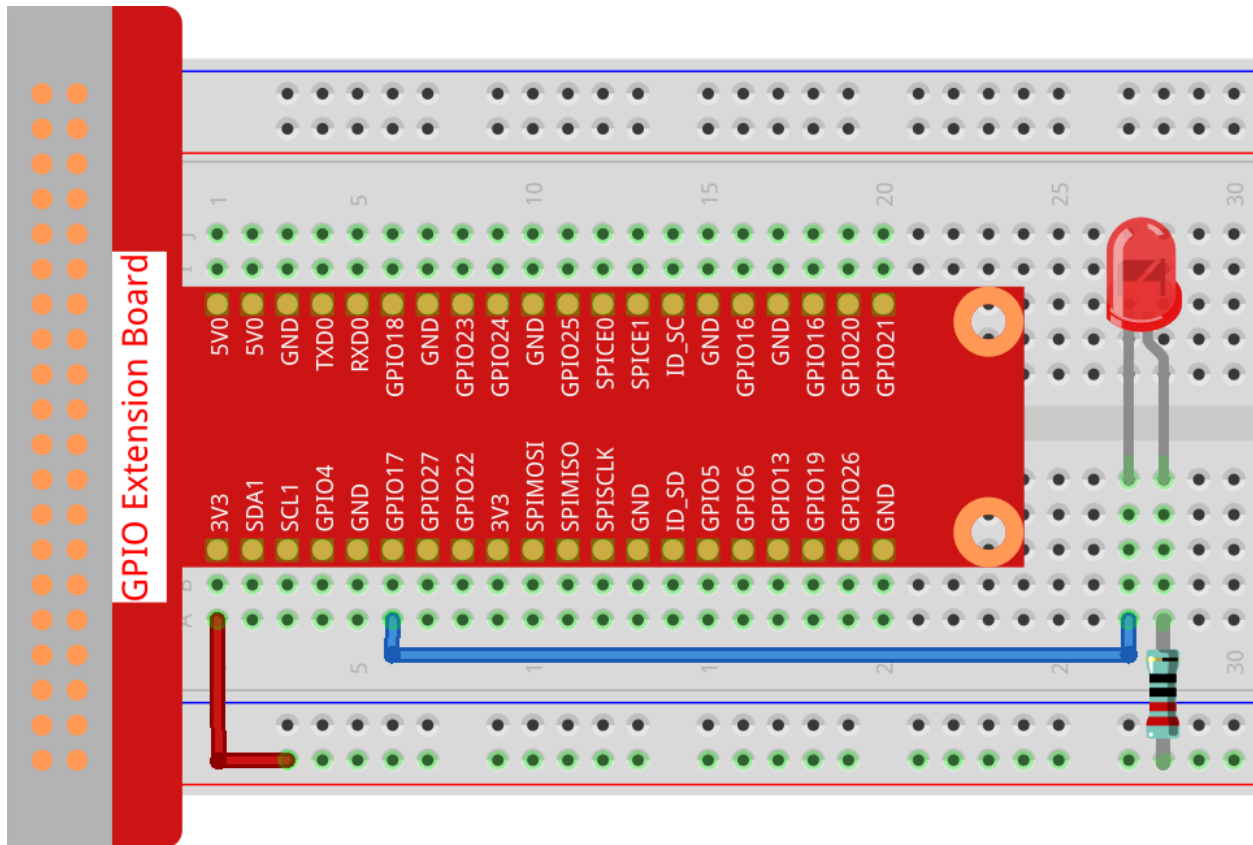 GPIO Extension Board
1
5
10
15
20
25
30
J
I
5V0
5V0
GND
TXD0
RXD0
GPIO18
GND
GPIO23
GPIO24
GND
GPIO25
SPICE0
SPICE1
ID_SC
GND
GPIO16
GND
GPIO16
GPIO20
GPIO21
3V3
SDA1
SCL1
GPIO4
GND
GPIO17
GPIO27
GPIO22
3V3
SPIMOSI
SPIMISO
SPISCLK
GND
ID_SD
GPIO5
GPIO6
GPIO13
GPIO19
GPIO26
GND
B
A
5
30